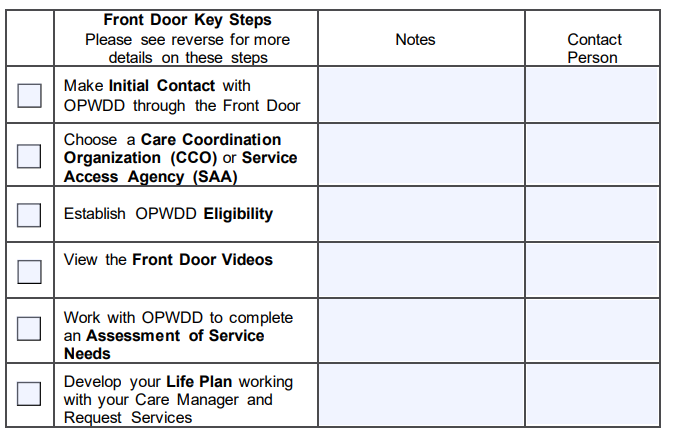 Front Door Key Steps
Please see reverse for more
details on these steps
Notes
Contact
Person
Make Initial Contact with
OPWDD through the Front Door
Choose a Care Coordination
Organization (CCO) or Service
Access Agency (SAA)
Establish OPWDD Eligibility
View the Front Door Videos
Work with OPWDD to complete
an Assessment of Service
Needs
Develop your Life Plan working
with your Care Manager and
Request Services